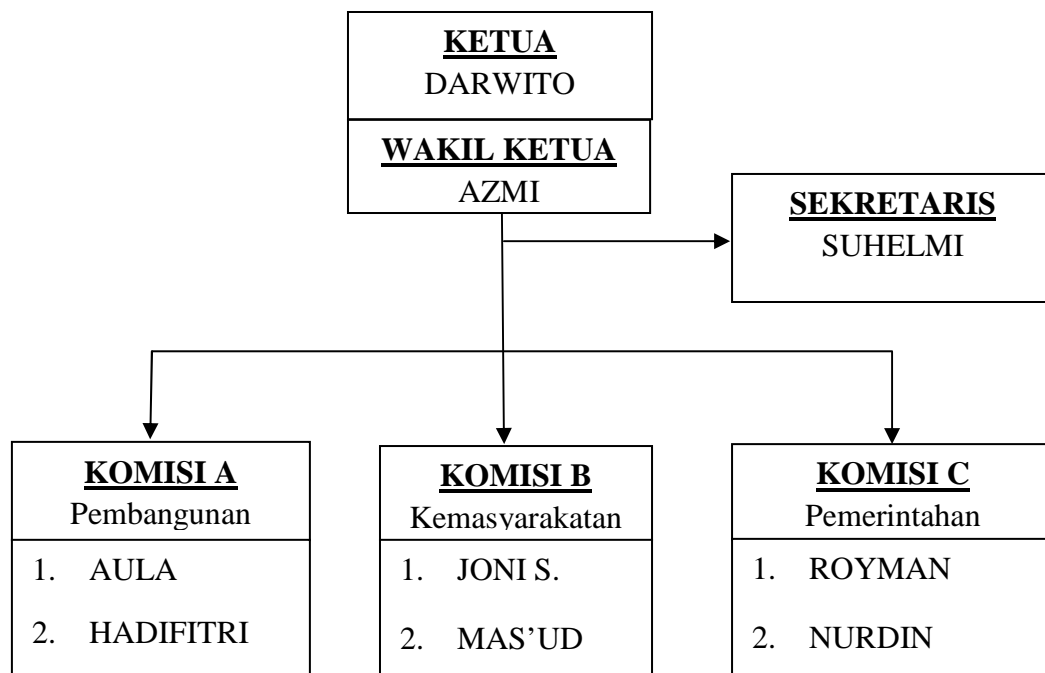 KETUA
DARWITO
WAKIL KETUA
AZMI
SEKRETARIS
SUHELMI
KOMISI A
Pembangunan
1. AULA
2. HADIFITRI
KOMISI B
Kemasyarakatan
1. JONI S.
2. MAS’UD
KOMISI C
Pemerintahan
1. ROYMAN
2. NURDIN